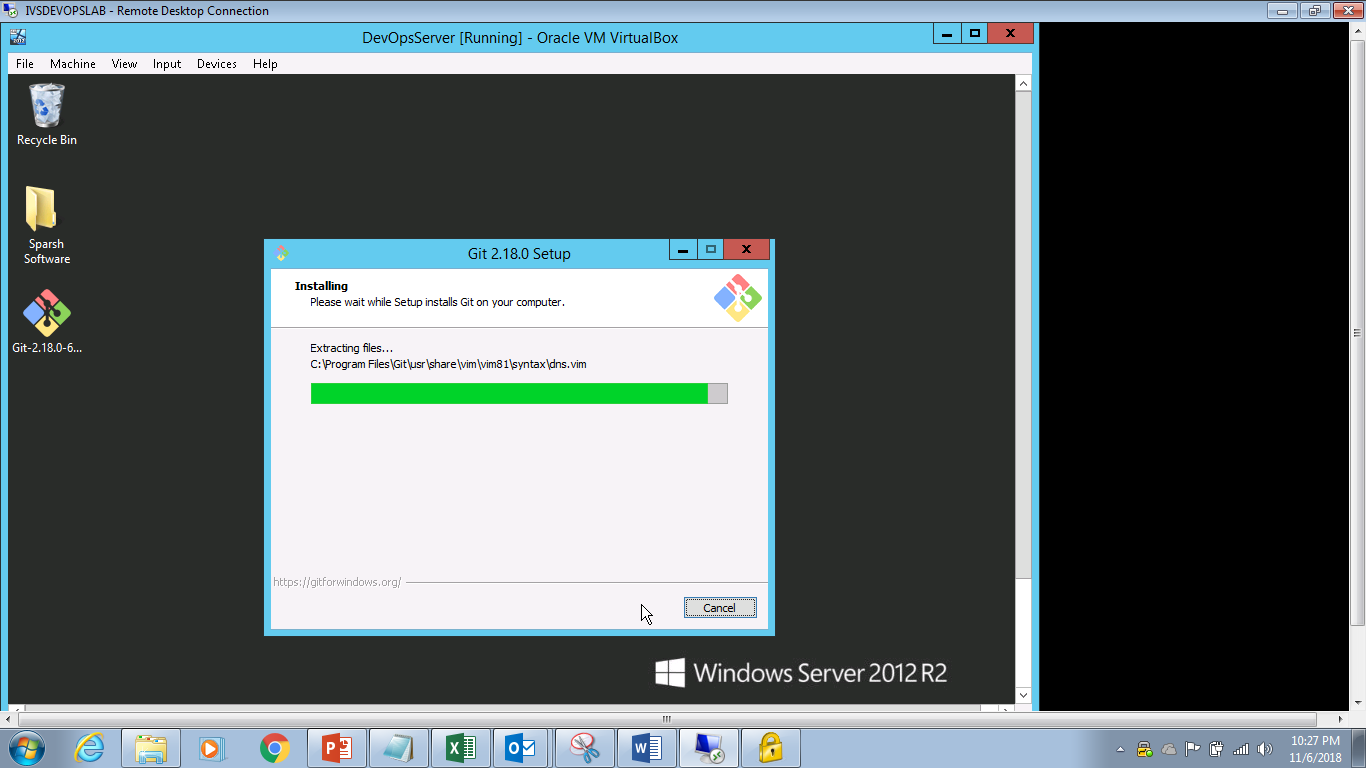 IVSDEVOPSLAB - Remote Desktop Connection
DevOpsServer [Running] - Oracle VM VirtualBox
File Machine View Input Devices Help
Recycle Bin
Sparsh
Software
Git-2.18.0-6...
Git 2.18.0 Setup
Installing
Please wait while Setup installs Git on your computer.
Extracting files...
C:\Program Files\Git\usr\share\vim\vim81\syntax\dns.vim
https://gitforwindows.org/
Cancel
Windows Server 2012 R2
10:27 PM
11/6/2018